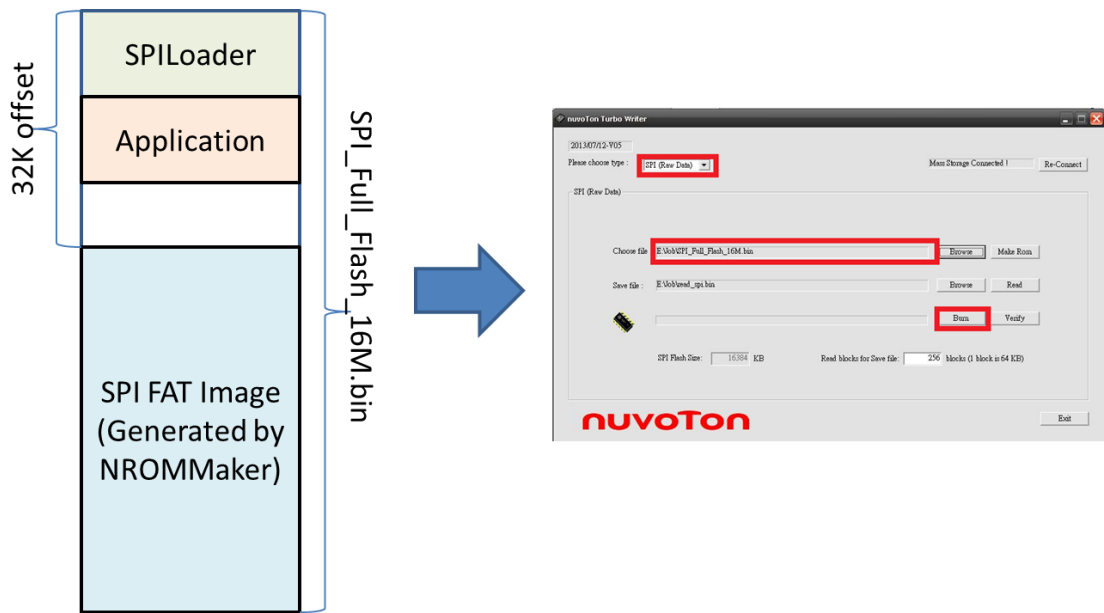 32K offset
SPILoader
Application
SPI FAT Image
(Generated by
NROMMaker)
SPI_Full_Flash_16M.bin
nuvoTon Turbo Writer
2013/07/12-V05
Please choose type :
SPI (Raw Data)
Mass Storage Connected !
Re-Connect
SPI (Raw Data)
Choose file
E:\Job\SPI_Full_Flash_16M.bin
Browse
Make Rom
Save file :
E:\Job\read_spi.bin
Browse
Read
Burn
Verify
SPI Flash Size: 16384 KB
Read blocks for Save file: 256 blocks (1 block is 64 KB)
nuvoTon
Exit